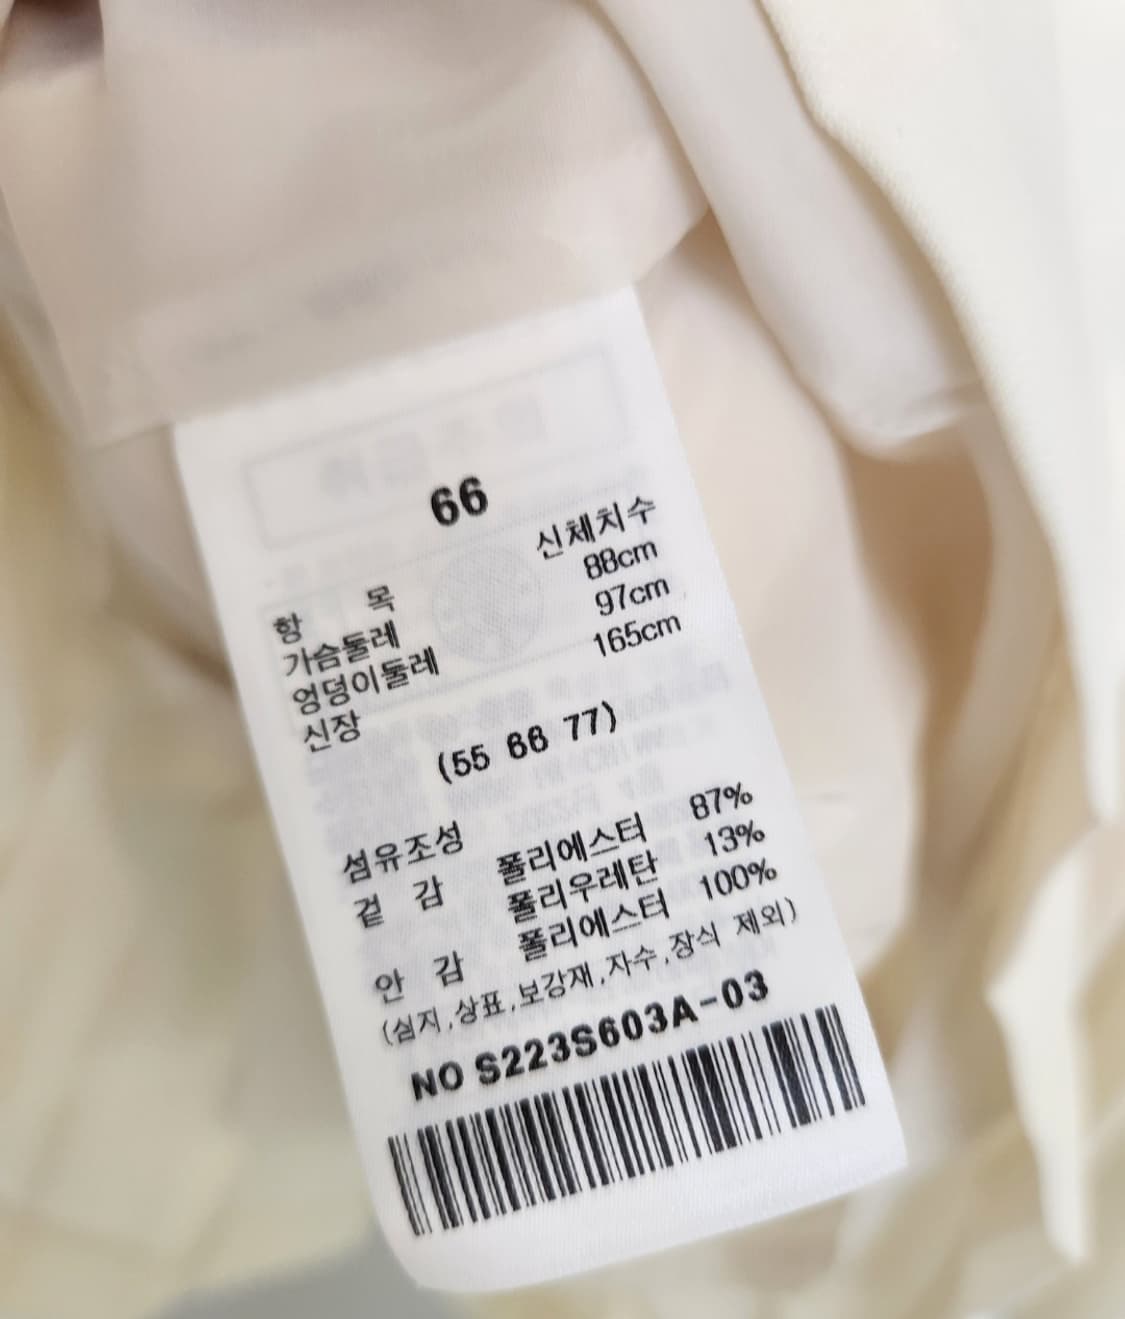 66
항 목 신체치수
가슴둘레 88cm
엉덩이둘레 97cm
신장 165cm
(55 66 77)
섬유조성
겉 감 폴리에스터 87%
폴리우레탄 13%
안 감 폴리에스터 100%
(심지,상표,보강재,자수,장식 제외)
NO S223S603A-03